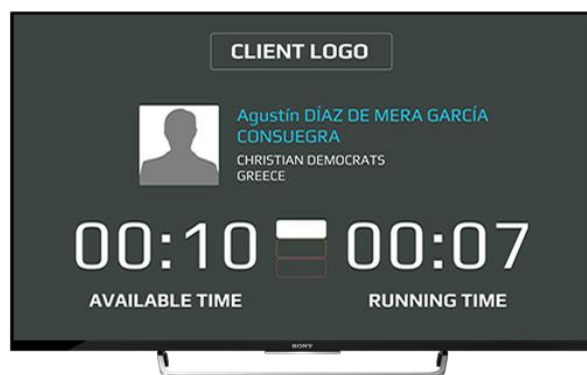 CLIENT LOGO
Agustín DÍAZ DE MERA GARCÍA
CONSUEGRA
CHRISTIAN DEMOCRATS
GREECE
00:10 00:07
AVAILABLE TIME RUNNING TIME
SONY